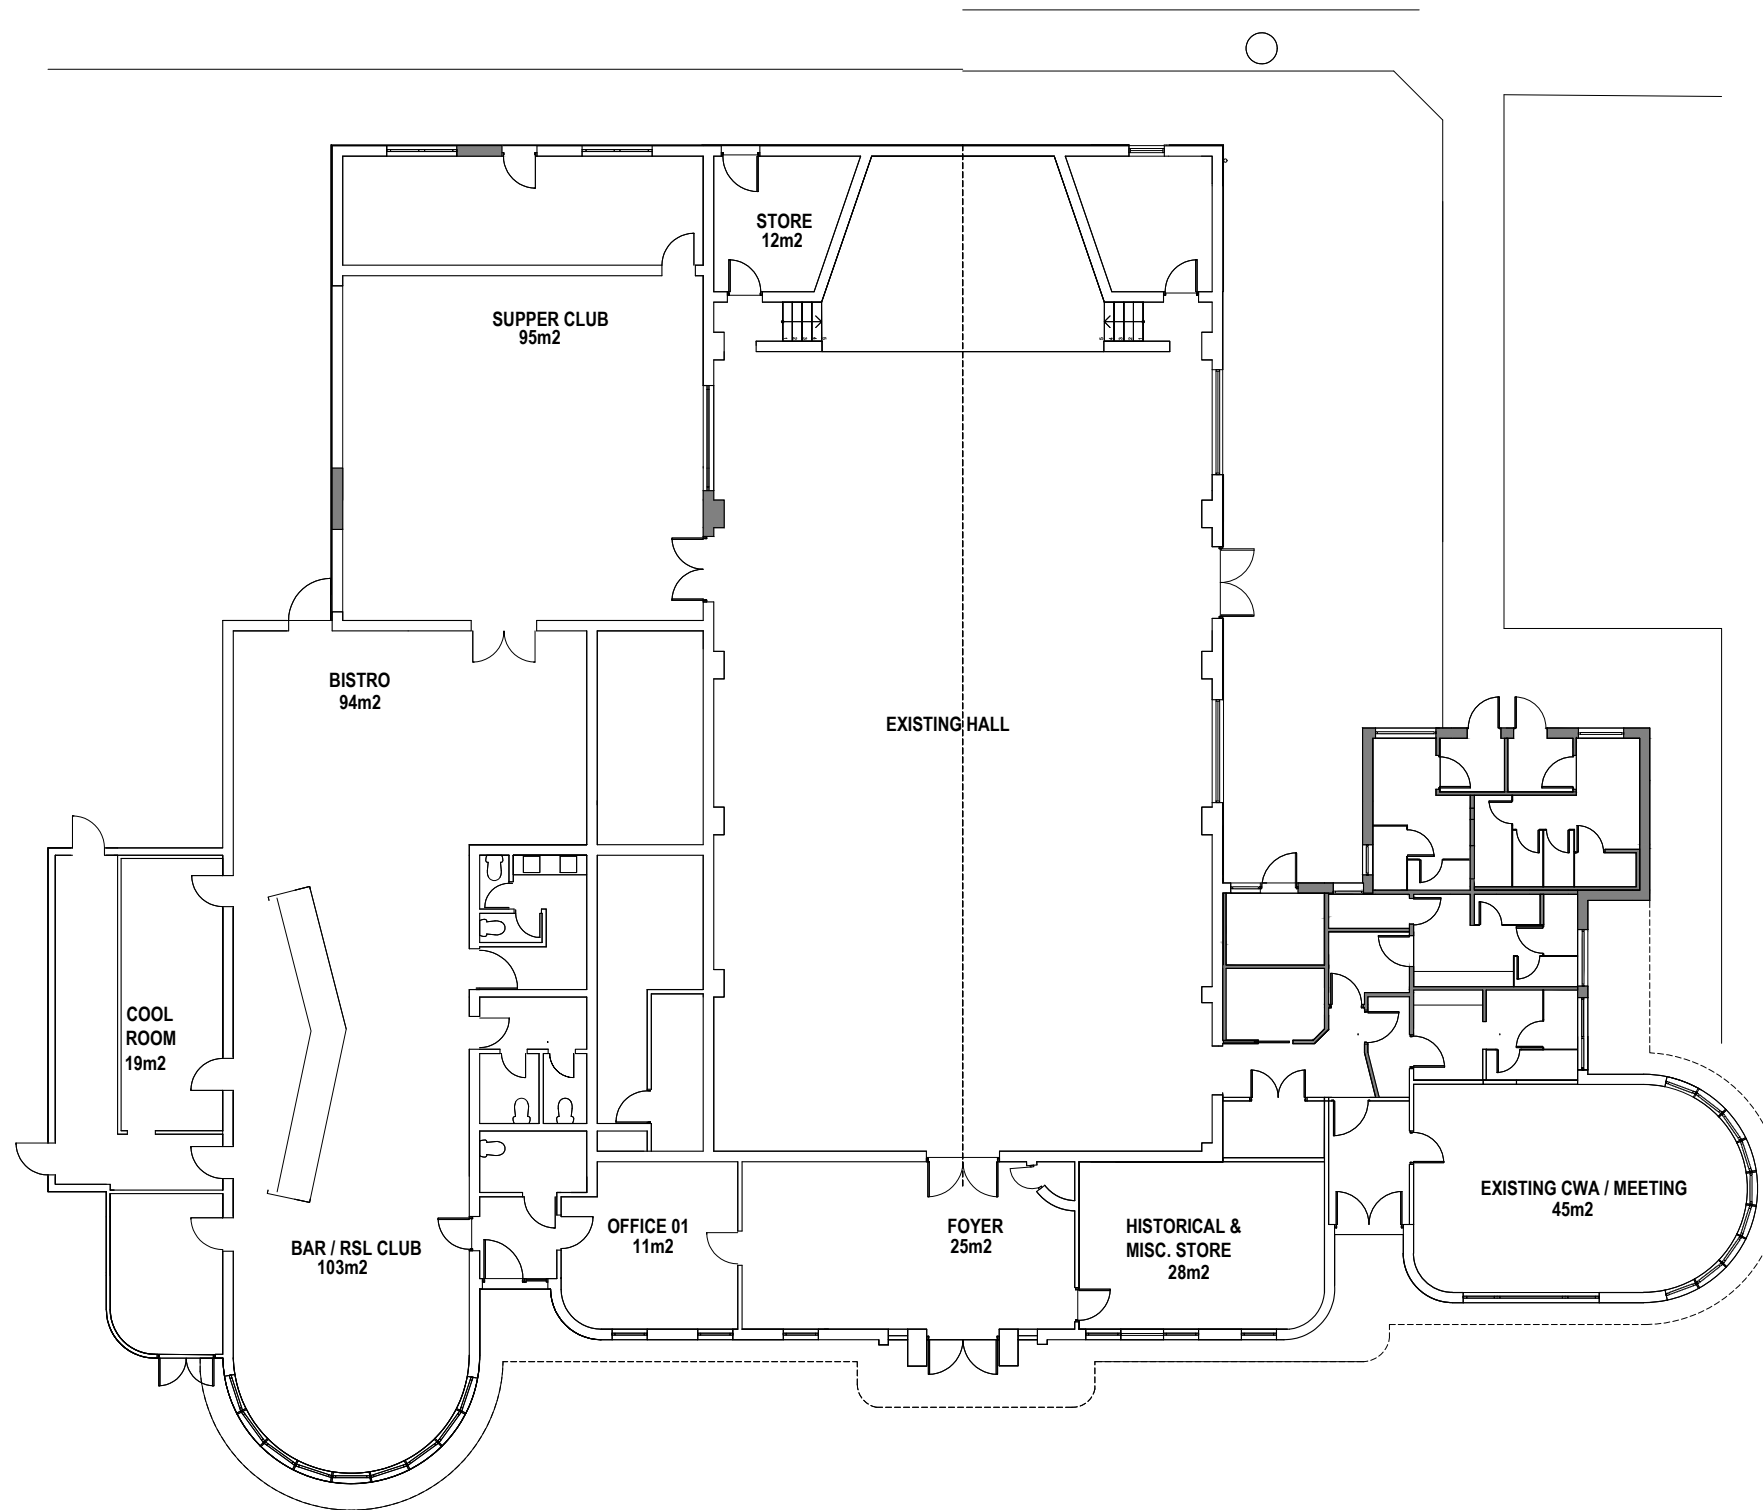 STORE
12m2
SUPPER CLUB
95m2
BISTRO
94m2
EXISTING HALL
COOL
ROOM
19m2
EXISTING CWA / MEETING
45m2
OFFICE 01
11m2
FOYER
25m2
HISTORICAL &
MISC. STORE
28m2
BAR / RSL CLUB
103m2